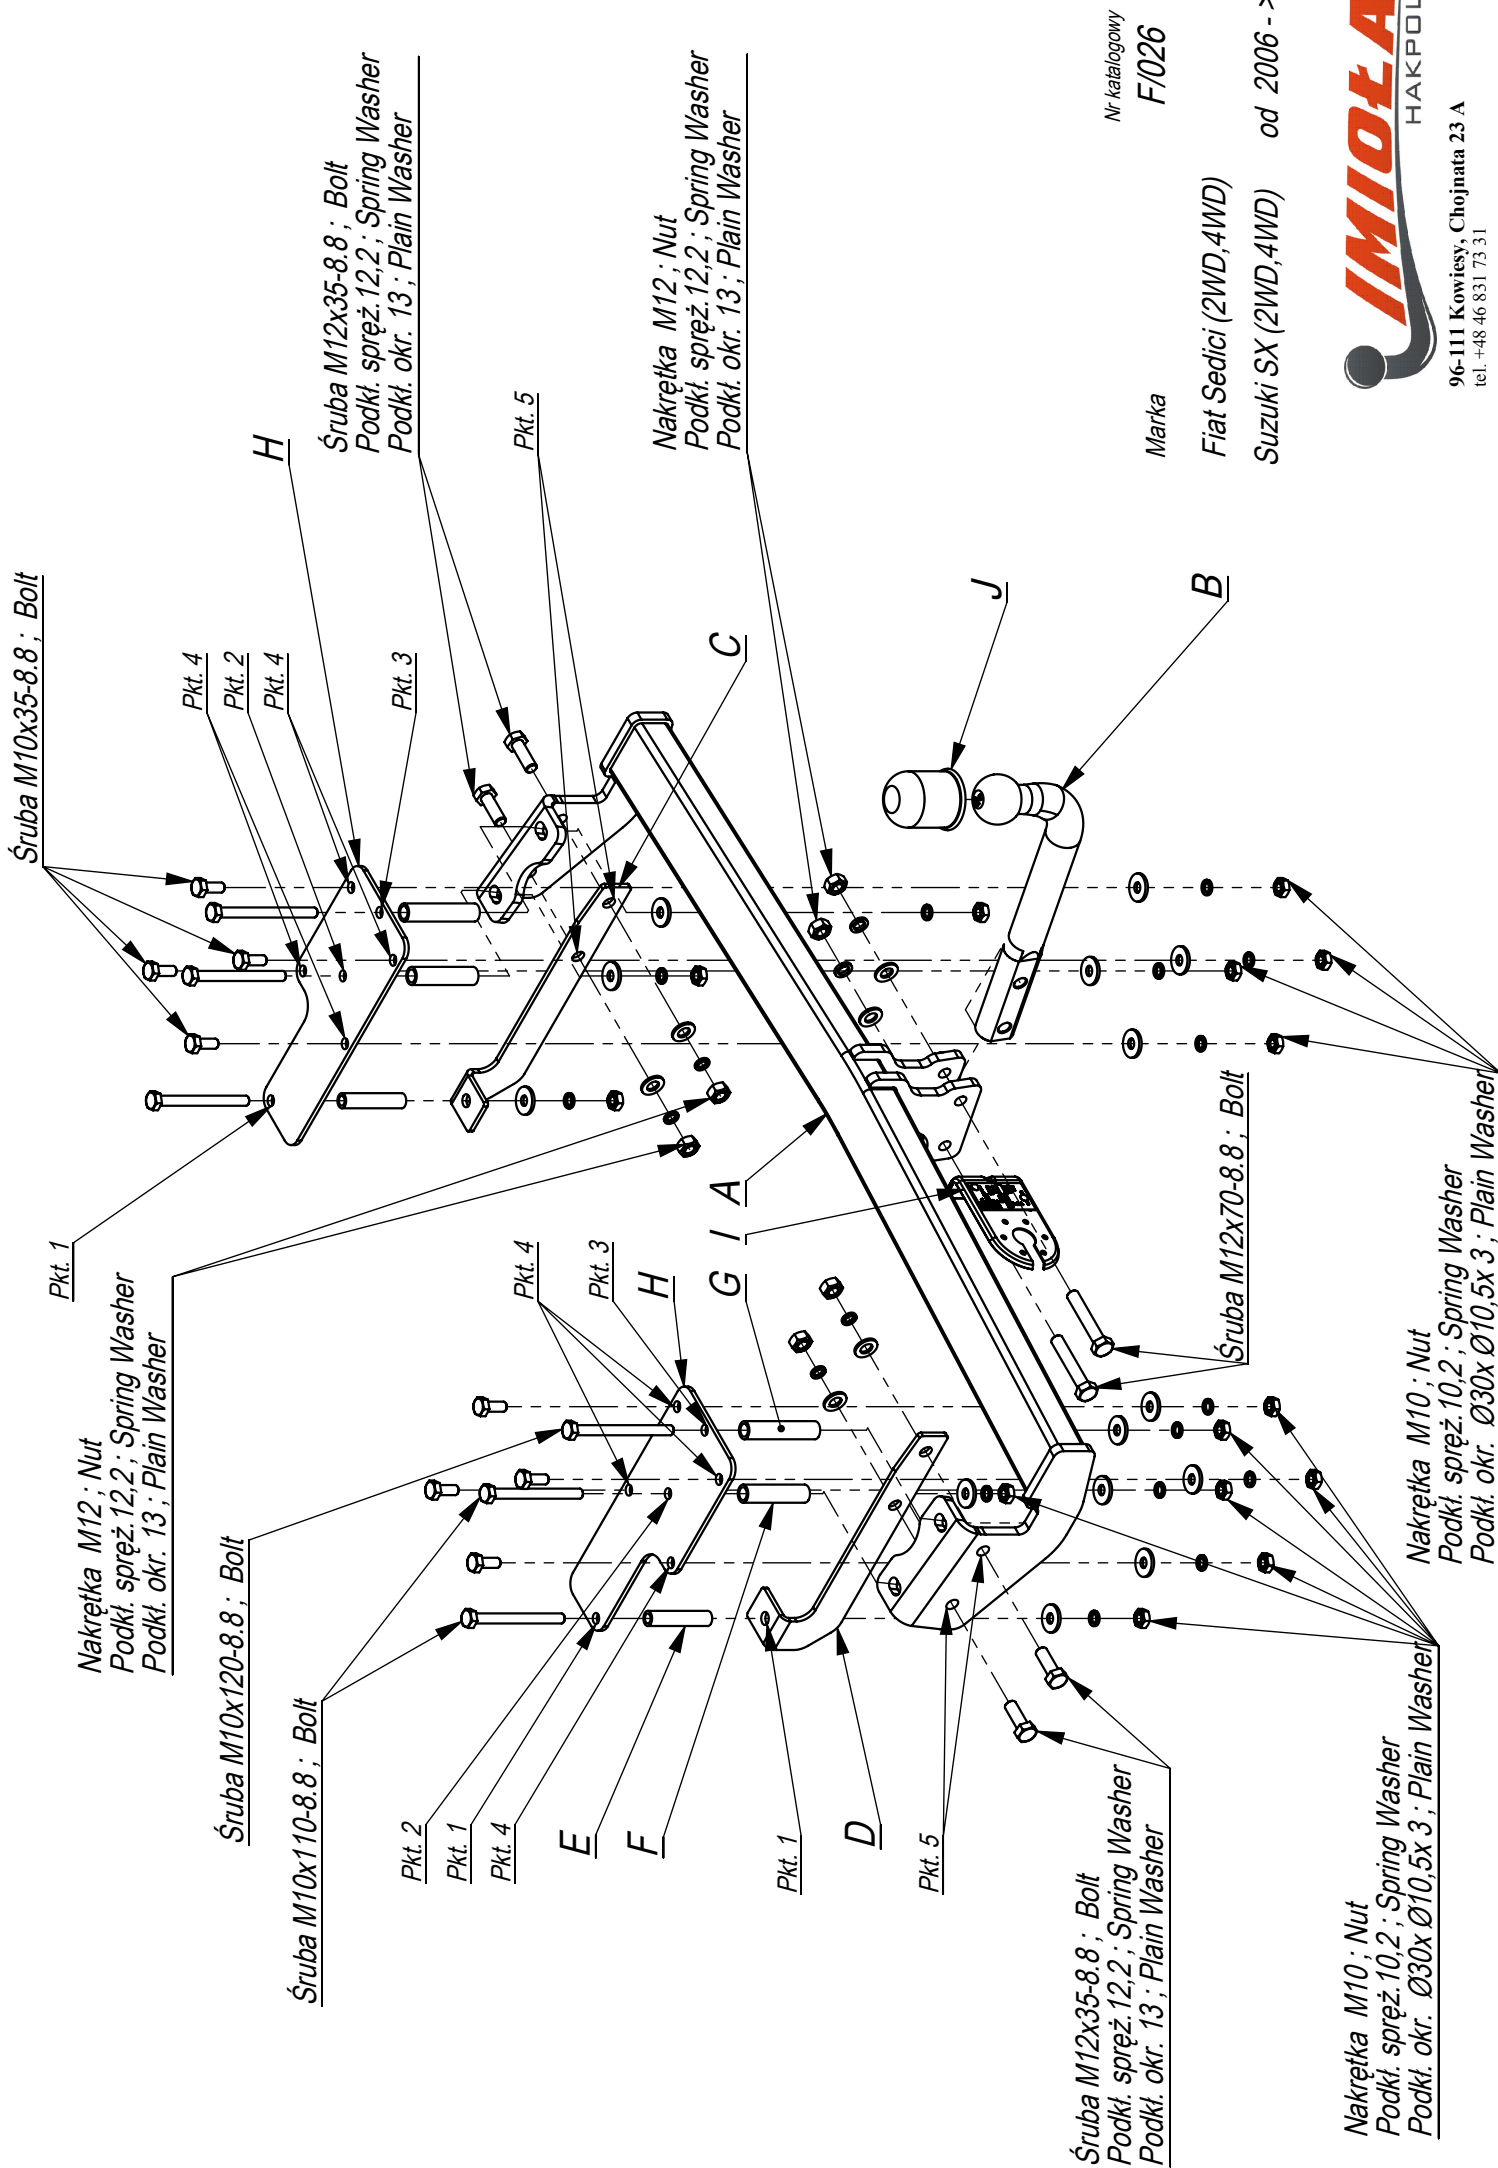 Śruba M10x35-8.8 ; Bolt
Pkt. 4
Pkt. 2
Pkt. 4
Pkt. 3
H
Śruba M12x35-8.8 ; Bolt
Podkł. spręż.12,2 ; Spring Washer
Podkł. okr. 13 ; Plain Washer
Pkt. 5
Nakrętka M12 ; Nut
Podkł. spręż.12,2 ; Spring Washer
Podkł. okr. 13 ; Plain Washer
C
J
B
Pkt. 1
Nakrętka M12 ; Nut
Podkł. spręż.12,2 ; Spring Washer
Podkł. okr. 13 ; Plain Washer
Śruba M10x120-8.8 ; Bolt
Śruba M10x110-8.8 ; Bolt
Pkt. 4
Pkt. 3
H
G
I
A
Pkt. 2
Pkt. 1
Pkt. 4
E
F
Pkt. 1
D
Pkt. 5
Śruba M12x70-8.8 ; Bolt
Śruba M12x35-8.8 ; Bolt
Podkł. spręż.12,2 ; Spring Washer
Podkł. okr. 13 ; Plain Washer
Nakrętka M10 ; Nut
Podkł. spręż.10,2 ; Spring Washer
Podkł. okr. Ø30x Ø10,5x 3 ; Plain Washer
Nakrętka M10 ; Nut
Podkł. spręż.10,2 ; Spring Washer
Podkł. okr. Ø30x Ø10,5x 3 ; Plain Washer
Nr katalogowy
F/026
Marka
Fiat Sedici (2WD,4WD)
Suzuki SX (2WD,4WD) od 2006 - >
IMIOŁA
HAKPOL
96-111 Kowiesy, Chojnata 23 A
tel. +48 46 831 73 31